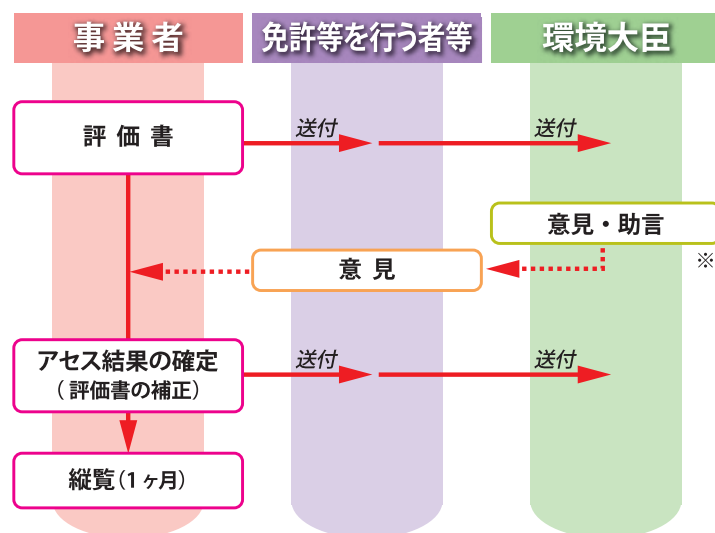 事業者
免許等を行う者等
環境大臣
評価書
送付
送付
意見・助言
※
意見
アセス結果の確定
（評価書の補正）
送付
送付
縦覧（1ヶ月）